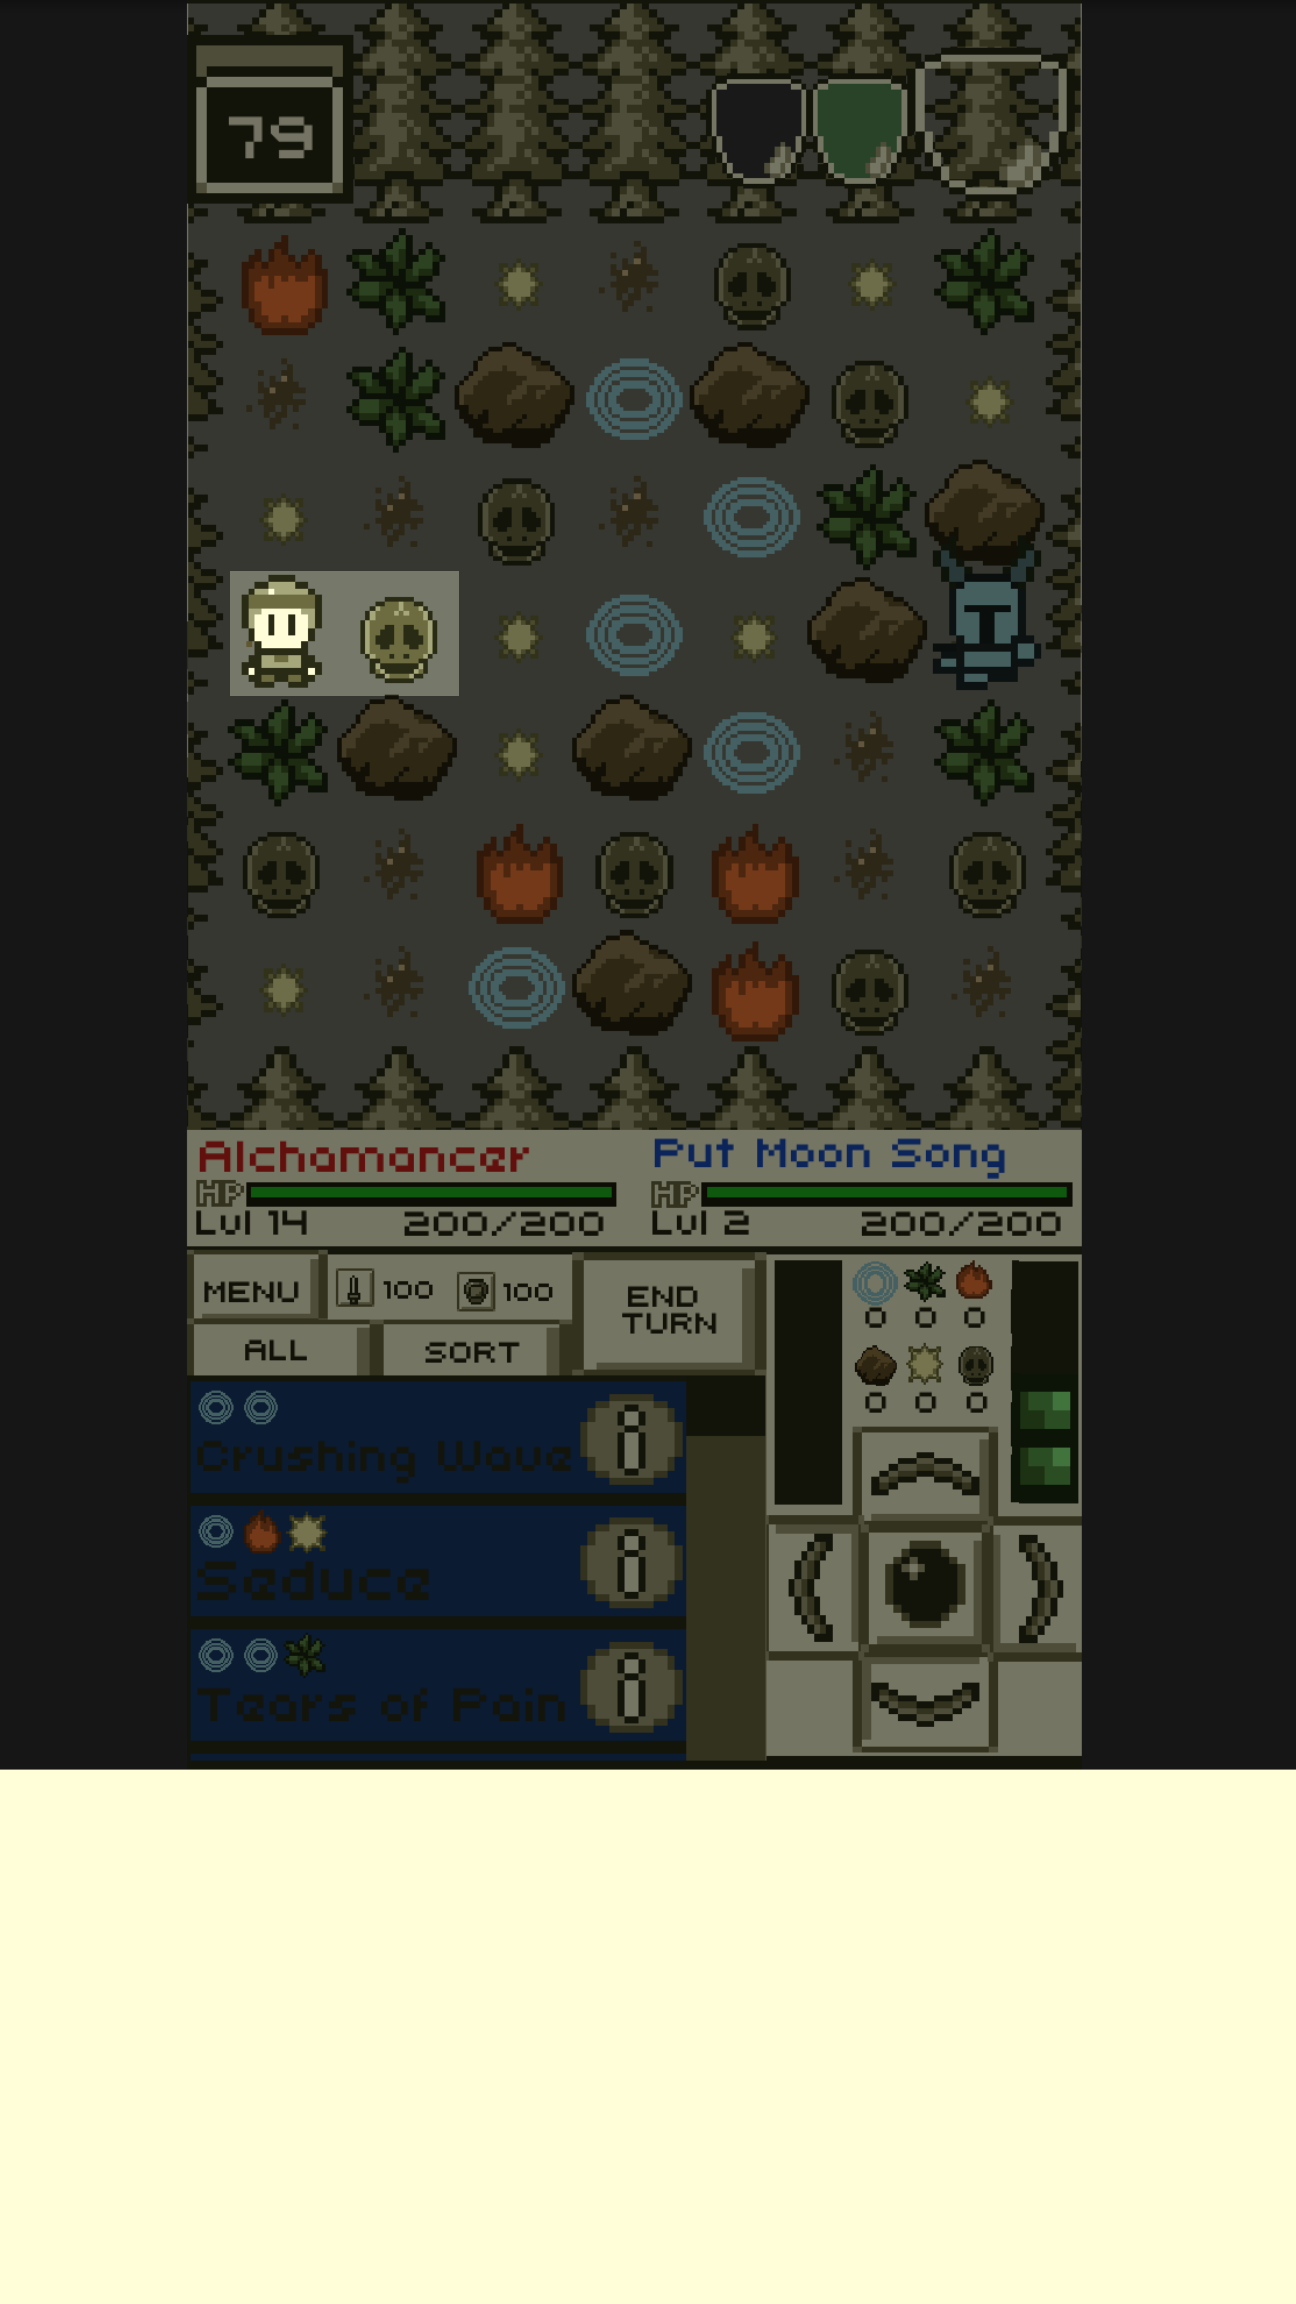 79
Alchamancer
Put Moon Song
HP
HP
Lvl 14 200/200
Lvl 2 200/200
MENU
100
100
END
TURN
ALL
SORT
0 0 0
0 0 0
Crushing Wave
i
Seduce
i
Tears of Pain
i